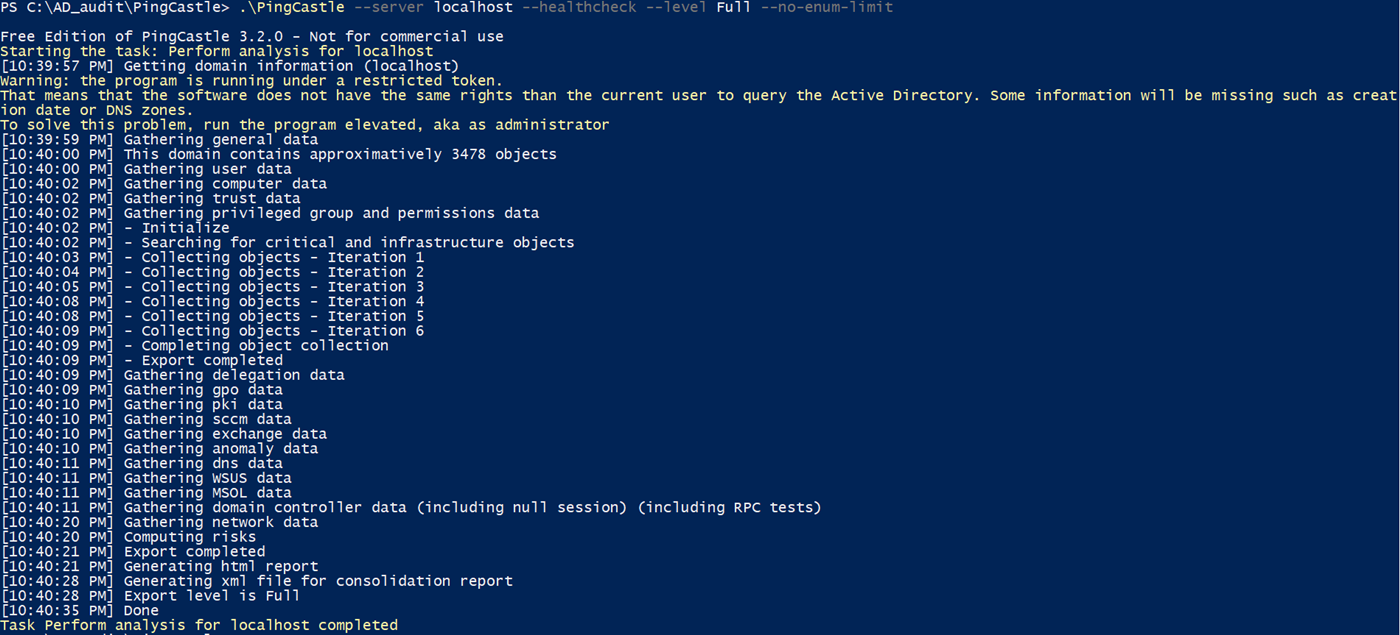 PS C:\AD_audit\PingCastle> .\PingCastle --server localhost --healthcheck --level Full --no-enum-limit
Free Edition of PingCastle 3.2.0 - Not for commercial use
Starting the task: Perform analysis for localhost
[10:39:57 PM] Getting domain information (localhost)
Warning: the program is running under a restricted token.
That means that the software does not have the same rights than the current user to query the Active Directory. Some information will be missing such as creat
ion date or DNS zones.
To solve this problem, run the program elevated, aka as administrator
[10:39:59 PM] Gathering general data
[10:40:00 PM] This domain contains approximatively 3478 objects
[10:40:00 PM] Gathering user data
[10:40:02 PM] Gathering computer data
[10:40:02 PM] Gathering trust data
[10:40:02 PM] Gathering privileged group and permissions data
[10:40:02 PM] - Initialize
[10:40:02 PM] - Searching for critical and infrastructure objects
[10:40:03 PM] - Collecting objects - Iteration 1
[10:40:04 PM] - Collecting objects - Iteration 2
[10:40:05 PM] - Collecting objects - Iteration 3
[10:40:08 PM] - Collecting objects - Iteration 4
[10:40:08 PM] - Collecting objects - Iteration 5
[10:40:09 PM] - Collecting objects - Iteration 6
[10:40:09 PM] - Completing object collection
[10:40:09 PM] - Export completed
[10:40:09 PM] Gathering delegation data
[10:40:09 PM] Gathering gpo data
[10:40:10 PM] Gathering pki data
[10:40:10 PM] Gathering sccm data
[10:40:10 PM] Gathering exchange data
[10:40:10 PM] Gathering anomaly data
[10:40:11 PM] Gathering dns data
[10:40:11 PM] Gathering WSUS data
[10:40:11 PM] Gathering MSOL data
[10:40:11 PM] Gathering domain controller data (including null session) (including RPC tests)
[10:40:20 PM] Gathering network data
[10:40:20 PM] Computing risks
[10:40:21 PM] Export completed
[10:40:21 PM] Generating html report
[10:40:28 PM] Generating xml file for consolidation report
[10:40:28 PM] Export level is Full
[10:40:35 PM] Done
Task Perform analysis for localhost completed